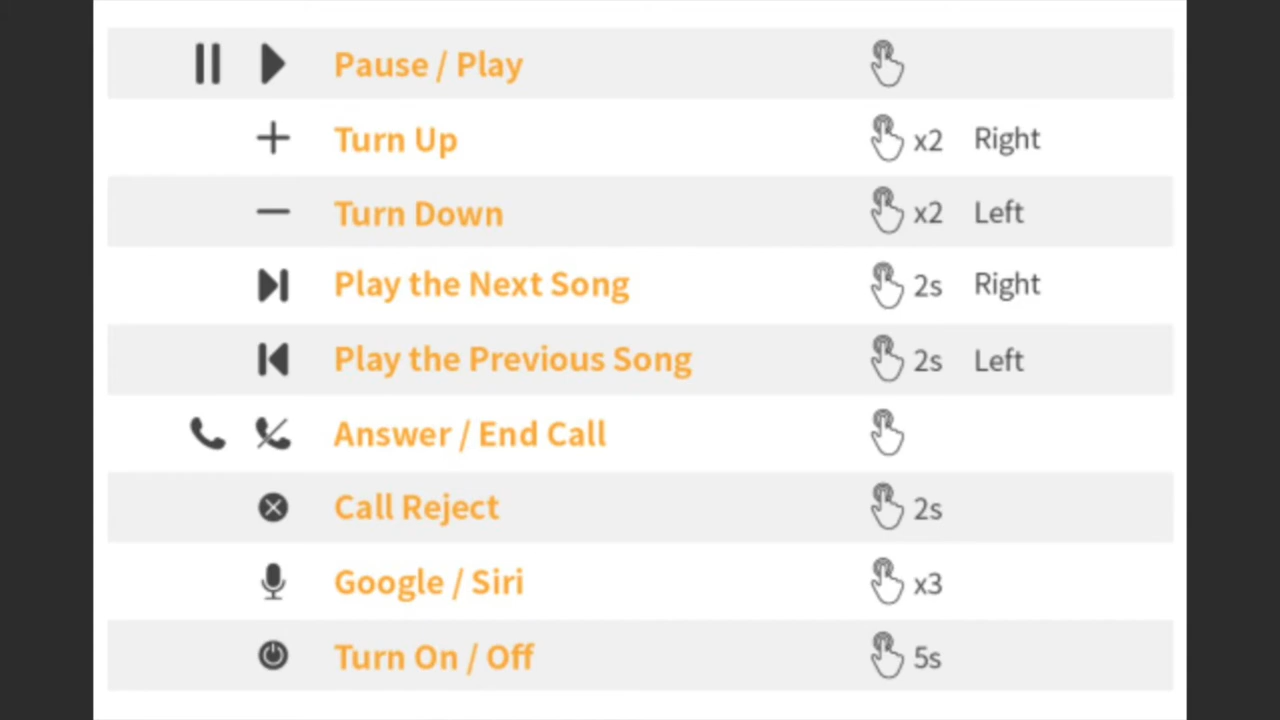 Pause / Play
Turn Up x2 Right
Turn Down x2 Left
Play the Next Song 2s Right
Play the Previous Song 2s Left
Answer / End Call
Call Reject 2s
Google / Siri x3
Turn On / Off 5s